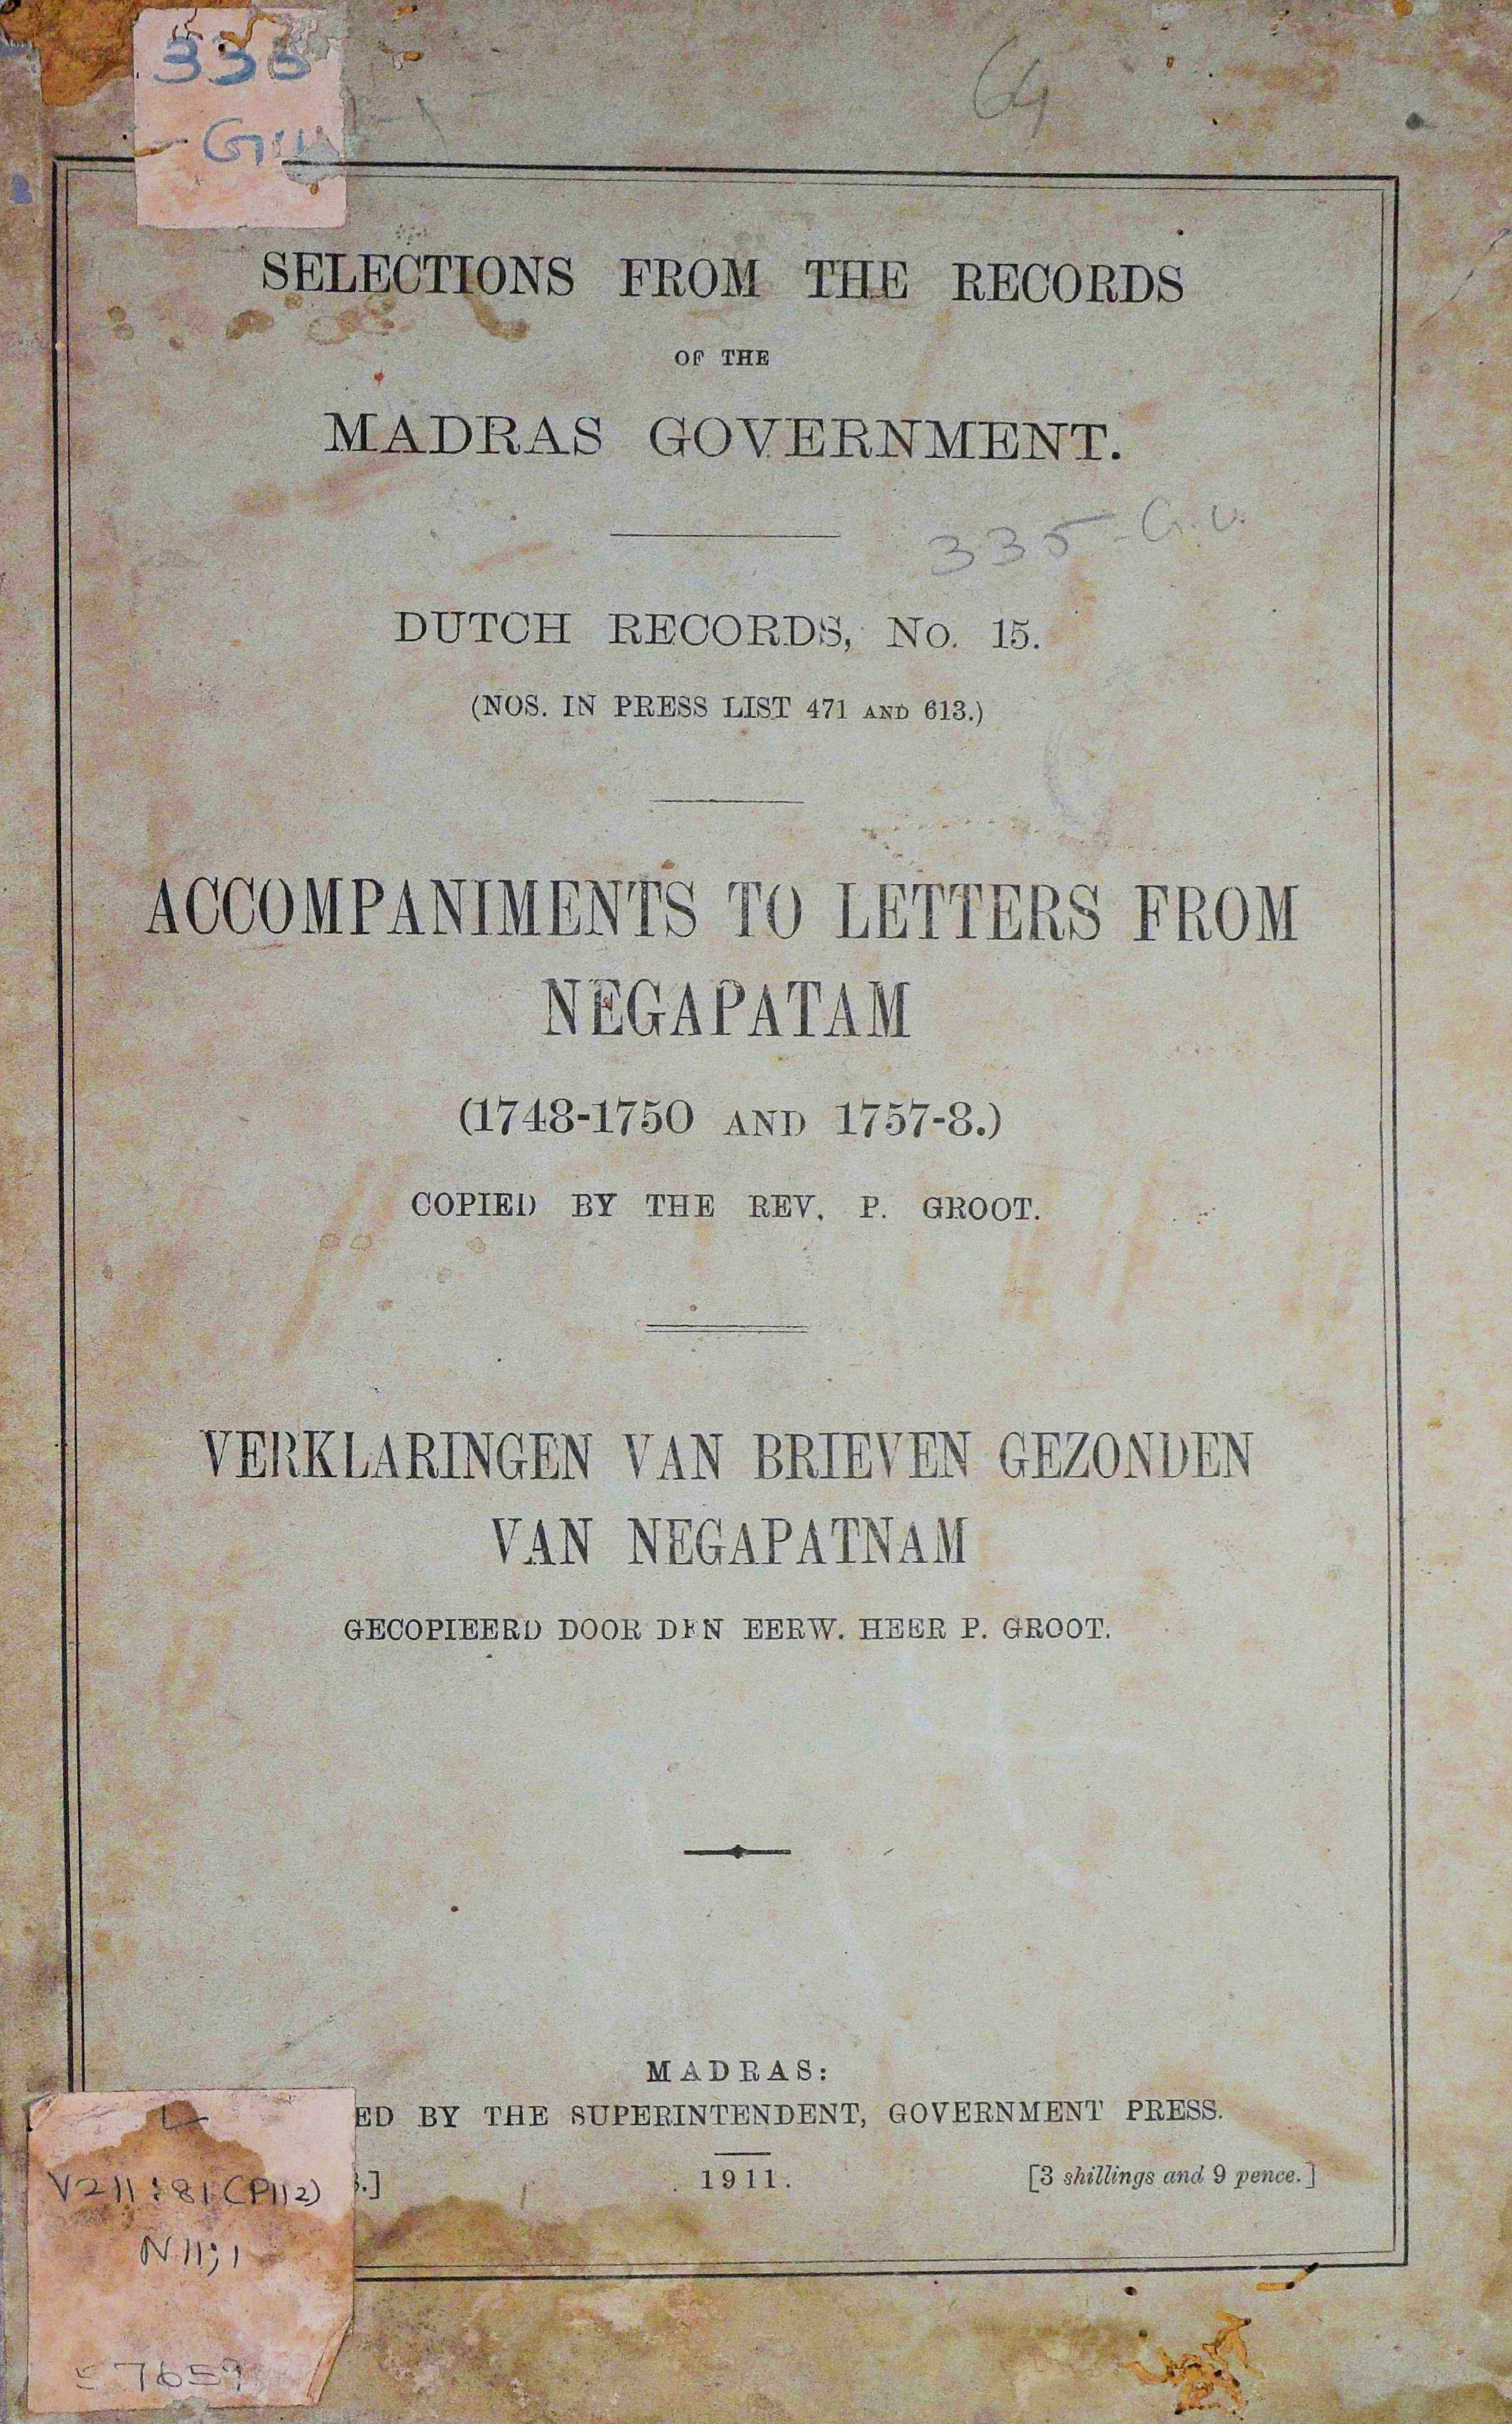 64
SELECTIONS FROM THE RECORDS
OF THE
MADRAS GOVERNMENT.
335-G.U.
DUTCH RECORDS, No. 15.
(NOS. IN PRESS LIST 471 AND 613.)
ACCOMPANIMENTS TO LETTERS FROM
NEGAPATAM
(1748-1750 AND 1757-8.)
COPIED BY THE REV. P. GROOT.
VERKLARINGEN VAN BRIEVEN GEZONDEN
VAN NEGAPATNAM
GECOPIEERD DOOR DEN EERW. HEER P. GROOT.
MADRAS:
ED BY THE SUPERINTENDENT, GOVERNMENT PRESS.
1911.
[3 shillings and 9 pence.]
V211:81(P112)
N11;1